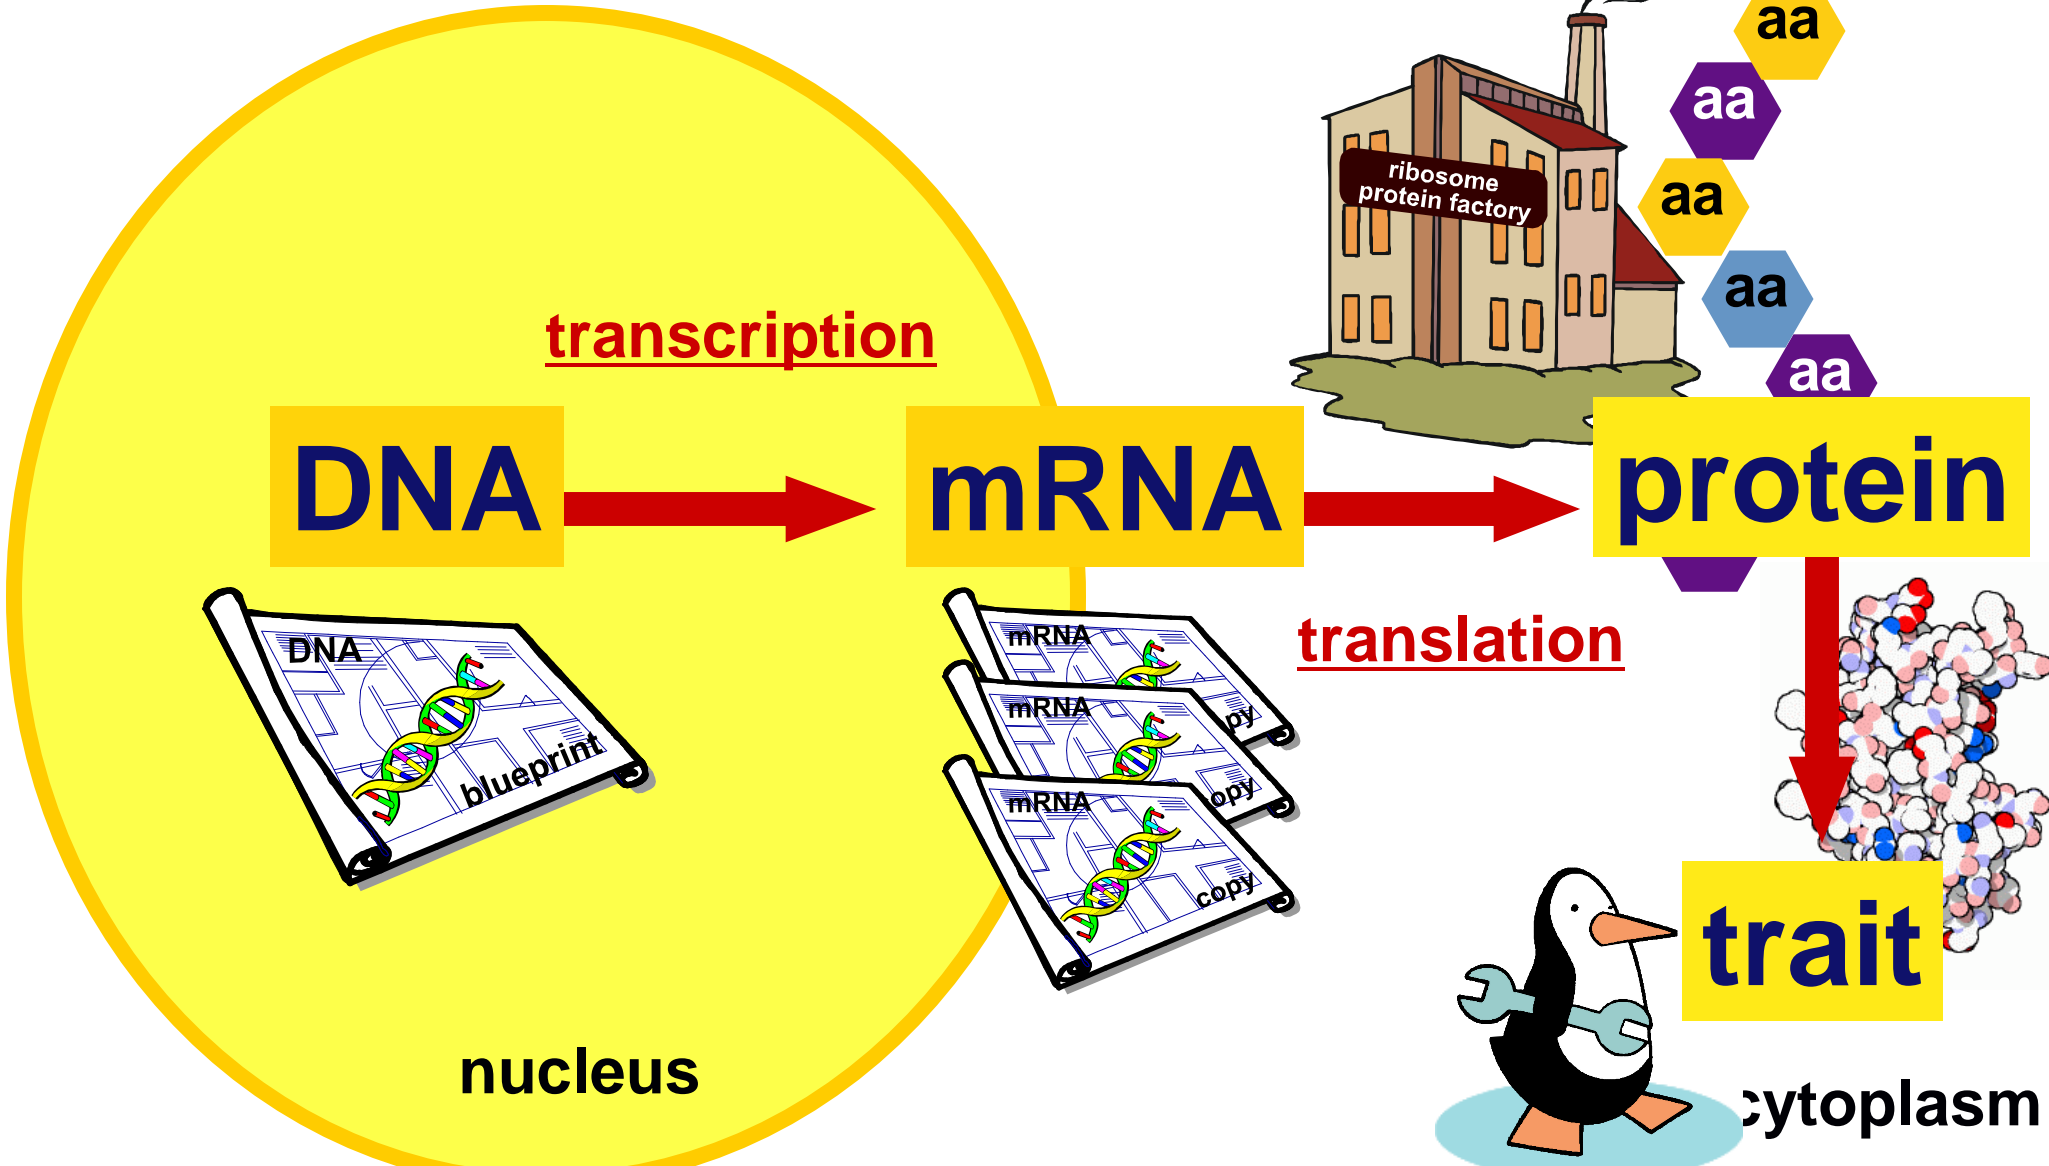 aa
aa
ribosome
protein factory
aa
aa
transcription
aa
DNA
mRNA
protein
DNA
blueprint
mRNA
translation
mRNA
mRNA
copy
trait
nucleus
cytoplasm